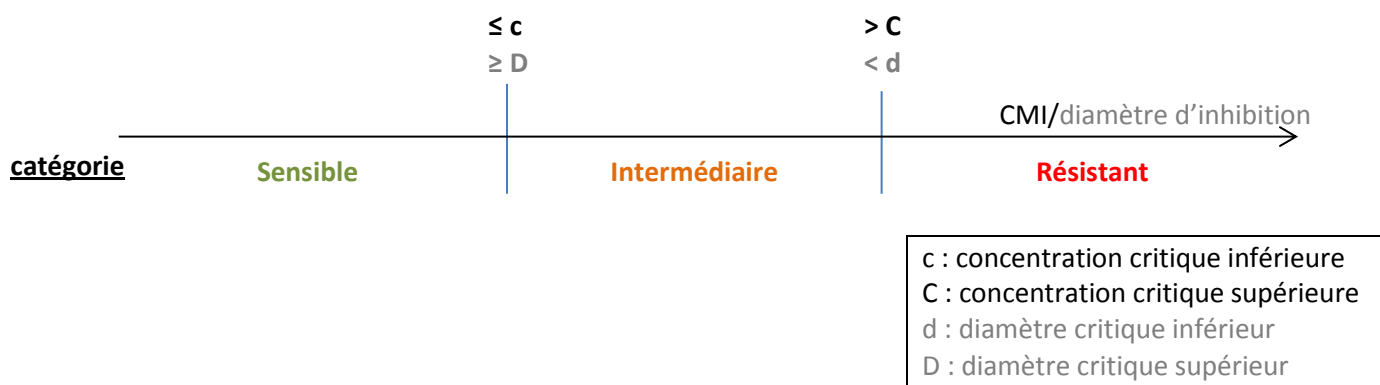 ≤ c > C
≥ D < d
CMI/diamètre d’inhibition
catégorie Sensible Intermédiaire Résistant
c : concentration critique inférieure
C : concentration critique supérieure
d : diamètre critique inférieur
D : diamètre critique supérieur